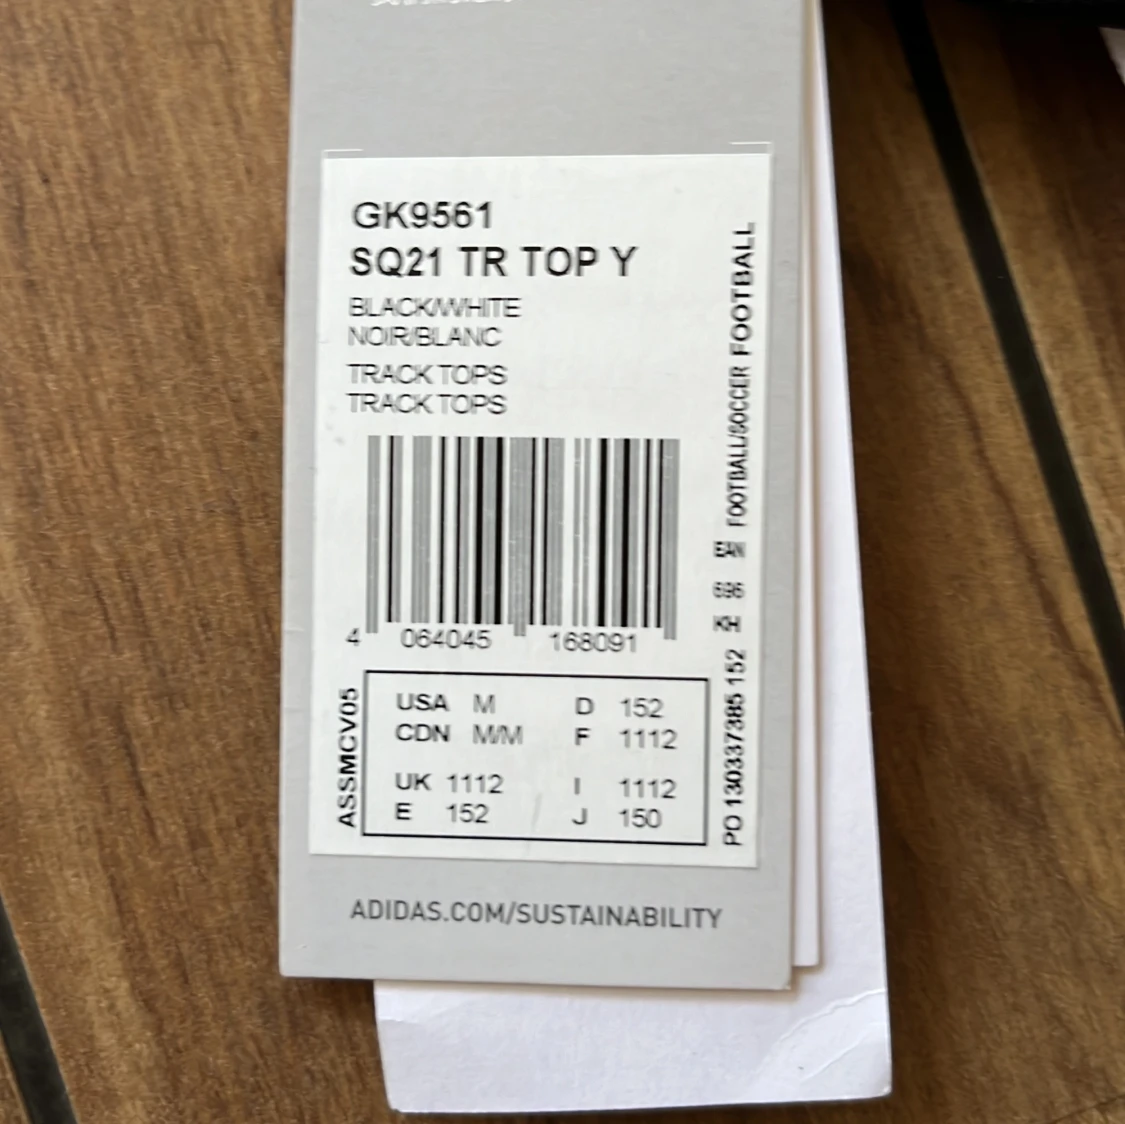 GK9561
SQ21 TR TOP Y
BLACK/WHITE
NOIR/BLANC
TRACK TOPS
TRACK TOPS
4 064045 168091
ASSMCV05
USA M D 152
CDN M/M F 1112
UK 1112 I 1112
E 152 J 150
PO 130337385 152 KH 696 EAN FOOTBALL/SOCCER FOOTBALL
ADIDAS.COM/SUSTAINABILITY